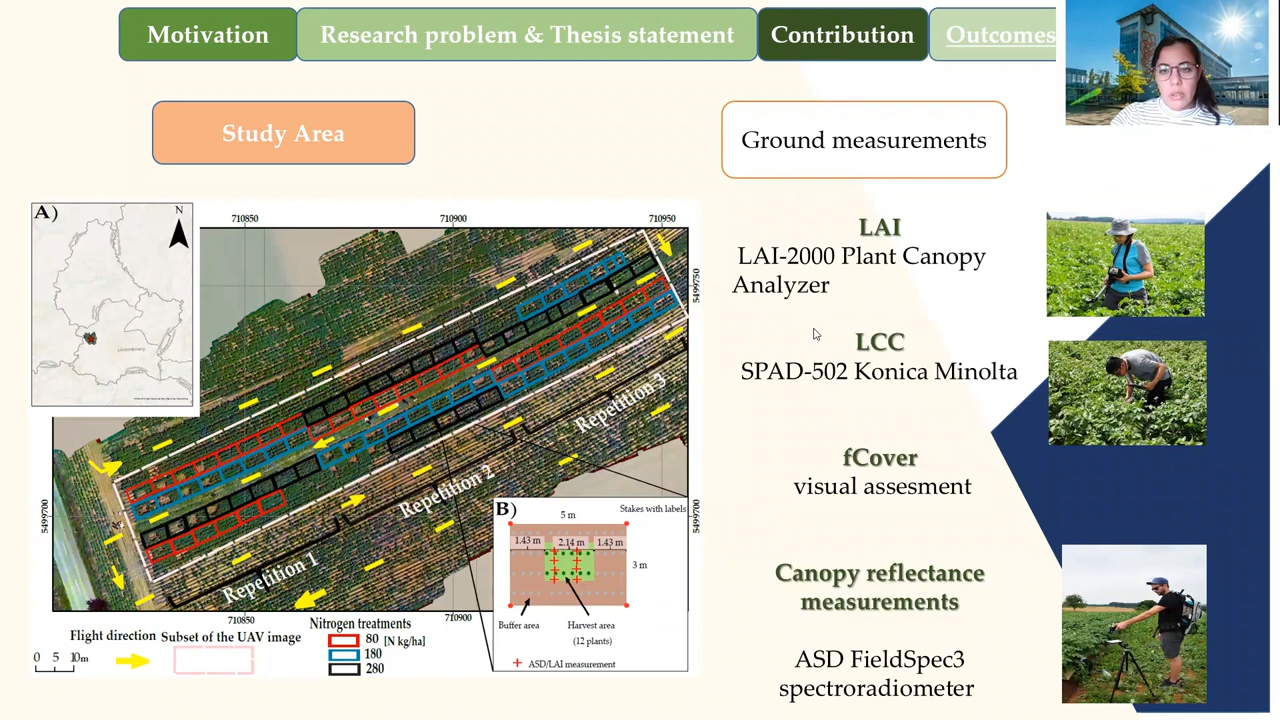 Motivation
Research problem & Thesis statement
Contribution
Outcomes
Study Area
Ground measurements
A)
N
710850
710900
710950
5499750
5499700
5499700
Repetition 1
Repetition 2
Repetition 3
710850
710900
B)
Stakes with labels
5 m
1.43 m
2.14 m
1.43 m
3 m
Buffer area
Harvest area
(12 plants)
+ ASD/LAI measurement
Flight direction
Subset of the UAV image
Nitrogen treatments
80 [N kg/ha]
180
280
0 5 10m
LAI
LAI-2000 Plant Canopy
Analyzer
LCC
SPAD-502 Konica Minolta
fCover
visual assesment
Canopy reflectance
measurements
ASD FieldSpec3
spectroradiometer